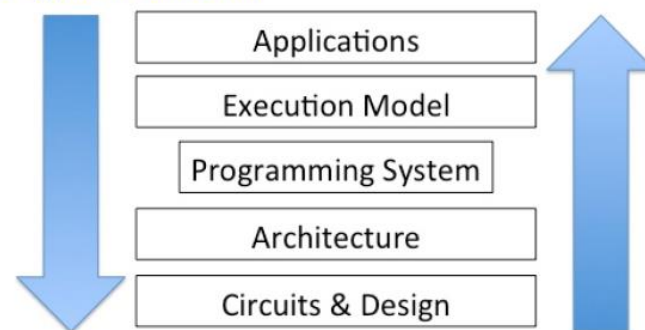 Applications
Execution Model
Programming System
Architecture
Circuits & Design